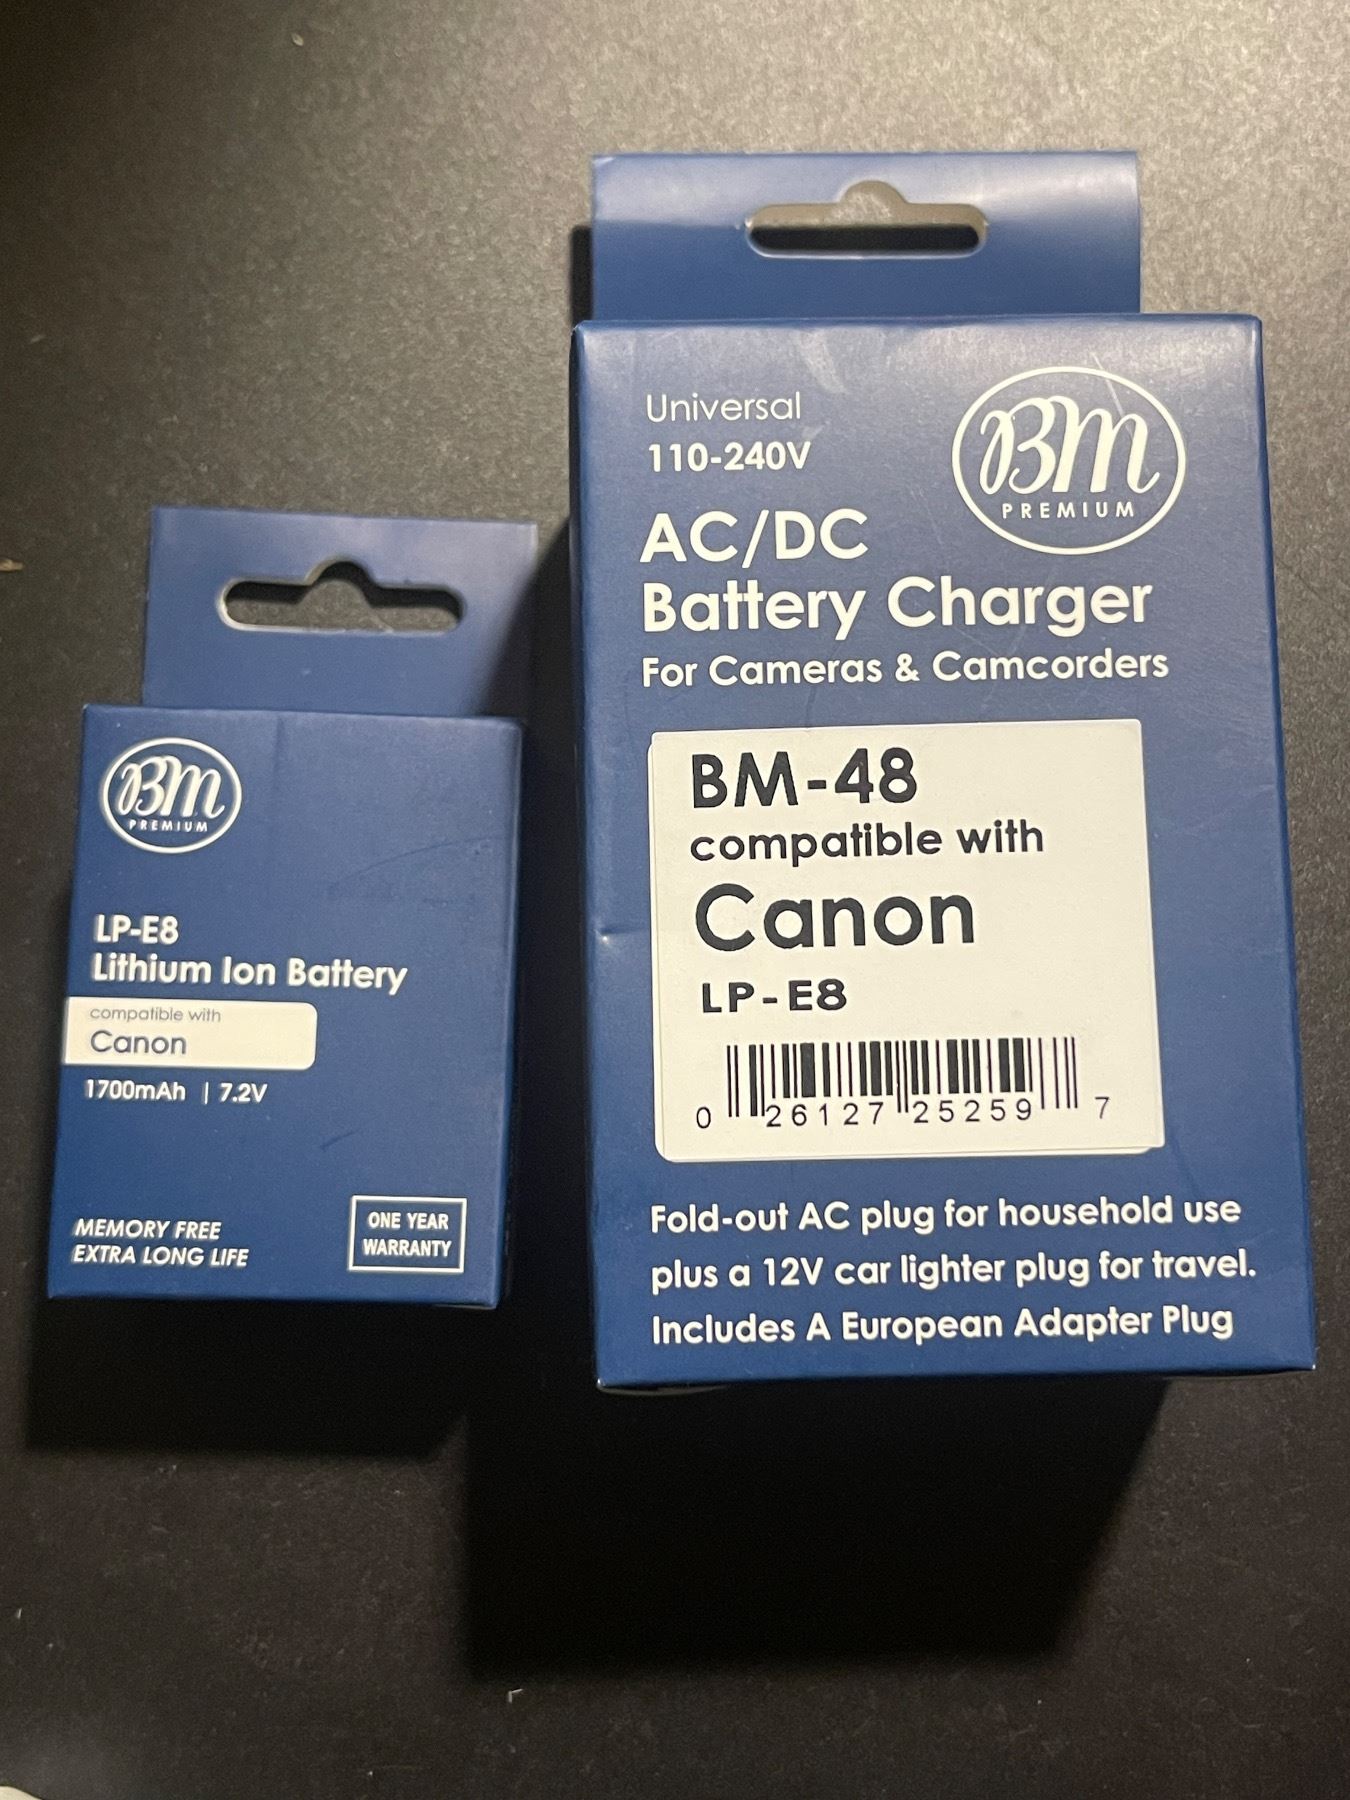 BM
PREMIUM
LP-E8
Lithium Ion Battery
compatible with
Canon
1700mAh | 7.2V
MEMORY FREE
EXTRA LONG LIFE
ONE YEAR
WARRANTY
Universal
110-240V
BM
PREMIUM
AC/DC
Battery Charger
For Cameras & Camcorders
BM-48
compatible with
Canon
LP-E8
0 26127 25259 7
Fold-out AC plug for household use
plus a 12V car lighter plug for travel.
Includes A European Adapter Plug